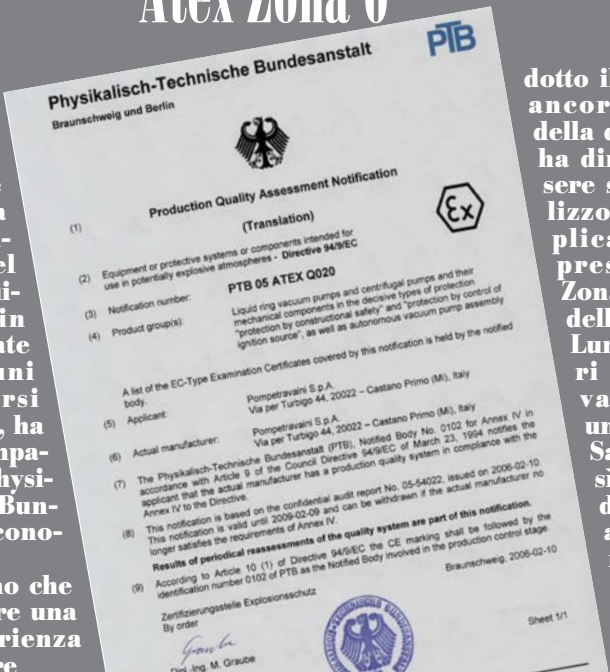 Atex Zona 0
Physikalisch-Technische Bundesanstalt
Braunschweig und Berlin
PTB
Production Quality Assessment Notification
(1)
(Translation)
Ex
(2) Equipment or protective systems or components intended for
use in potentially explosive atmospheres - Directive 94/9/EC
(3) Notification number: PTB 05 ATEX Q020
(4) Product group(s): Liquid ring vacuum pumps and centrifugal pumps and their
mechanical components in the decisive types of protection
"protection by constructional safety" and "protection by control of
ignition source", as well as autonomous vacuum pump assembly
A list of the EC-Type Examination Certificates covered by this notification is held by the notified
body.
(5) Applicant: Pompetravaini S.p.A.
Via per Turbigo 44, 20022 – Castano Primo (Mi), Italy
(6) Actual manufacturer: Pompetravaini S.p.A.
Via per Turbigo 44, 20022 – Castano Primo (Mi), Italy
(7) The Physikalisch-Technische Bundesanstalt (PTB), Notified Body No. 0102 for Annex IV in
accordance with Article 9 of the Council Directive 94/9/EC of March 23, 1994 notifies the
applicant that the actual manufacturer has a production quality system in compliance with the
Annex IV to the Directive.
(8) This notification is based on the confidential audit report No. 05-54022, issued on 2006-02-10.
This notification is valid until 2009-02-09 and can be withdrawn if the actual manufacturer no
longer satisfies the requirements of Annex IV.
Results of periodical reassessments of the quality system are part of this notification.
(9) According to Article 10 (1) of Directive 94/9/EC the CE marking shall be followed by the
identification number 0102 of PTB as the Notified Body involved in the production control stage.
Zertifizierungsstelle Explosionsschutz
By order
Braunschweig, 2006-02-10
Dipl.-Ing. M. Graube
Sheet 1/1
el
in
ate
uni
rsi
, ha
npa-
hysi-
Bun-
cono-
no che
re una
rienza
re
dotto il
ancor
della
ha di
sere s
lizzo
plica
pres
Zon
dell
Lu
ri
va
un
Sa
sì
d
a